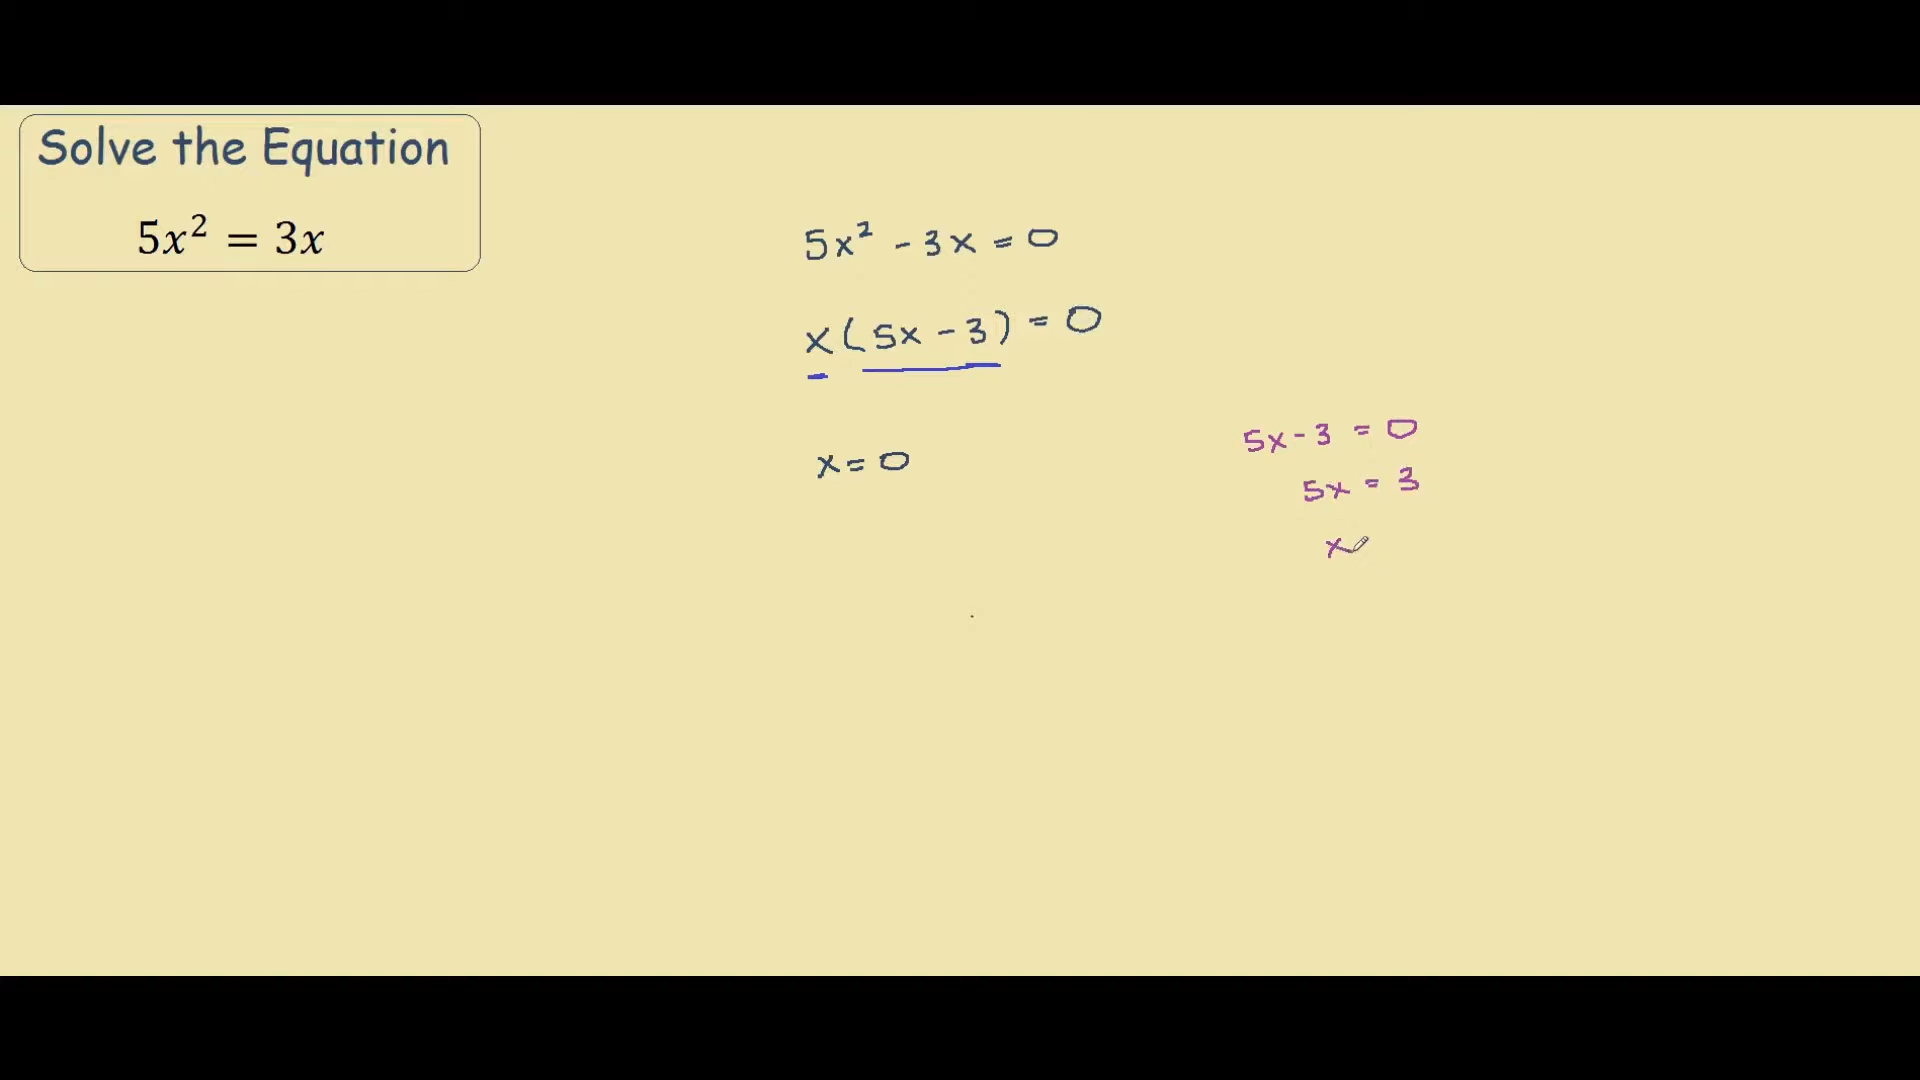 Solve the Equation
5x² = 3x
5x² - 3x = 0
x(5x - 3) = 0
x = 0
5x - 3 = 0
5x = 3
x